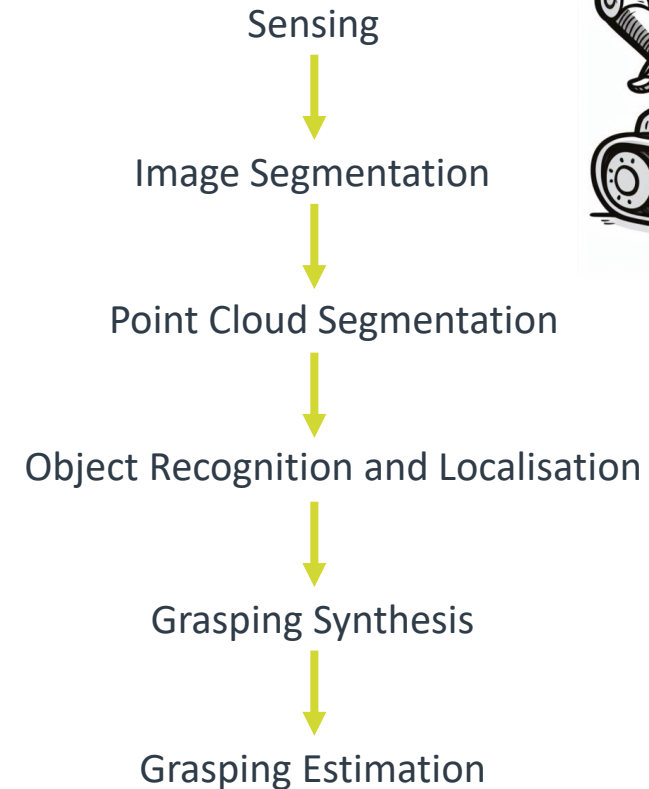 Sensing
Image Segmentation
Point Cloud Segmentation
Object Recognition and Localisation
Grasping Synthesis
Grasping Estimation